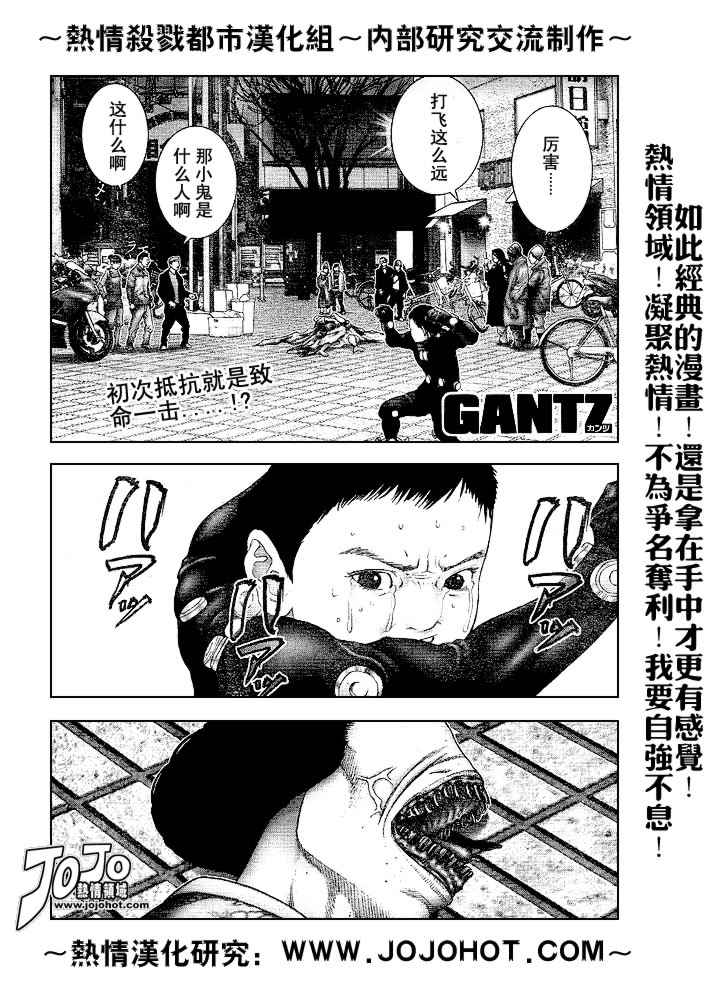 ～熱情殺戮都市漢化組～内部研究交流制作～
厉害……
打飞这么远
那小鬼是
什么人啊
这什么啊
初次抵抗就是致
命一击.....!?
GANTZ
カンツ
如此經典的漫畫！還是拿在手中才更有感覺！
熱情領域！凝聚熱情！不為爭名奪利！我要自強不息！
ハァ
ハァッ
ハァッ
JOJO
熱情領域
www.jojohot.com
～熱情漢化研究：WWW.JOJOHOT.COM～